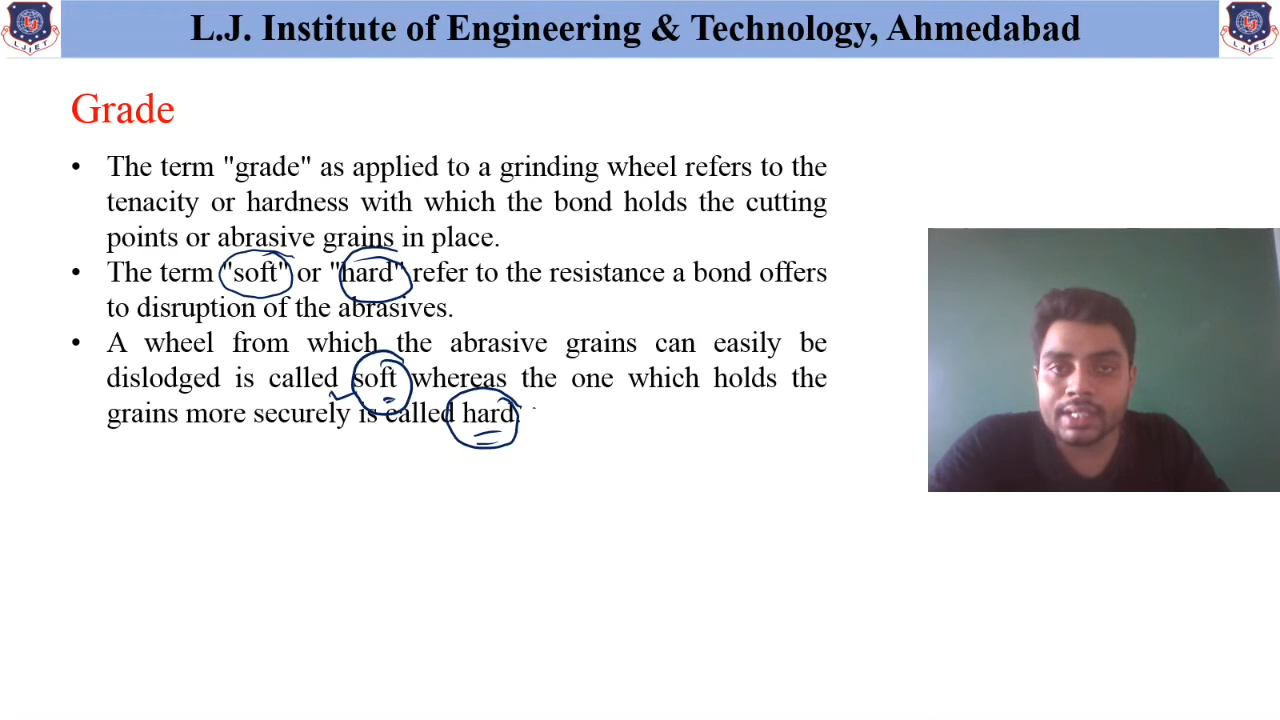 L.J. Institute of Engineering & Technology, Ahmedabad
Grade
• The term "grade" as applied to a grinding wheel refers to the
tenacity or hardness with which the bond holds the cutting
points or abrasive grains in place.
• The term "soft" or "hard" refer to the resistance a bond offers
to disruption of the abrasives.
• A wheel from which the abrasive grains can easily be
dislodged is called soft whereas the one which holds the
grains more securely is called hard.